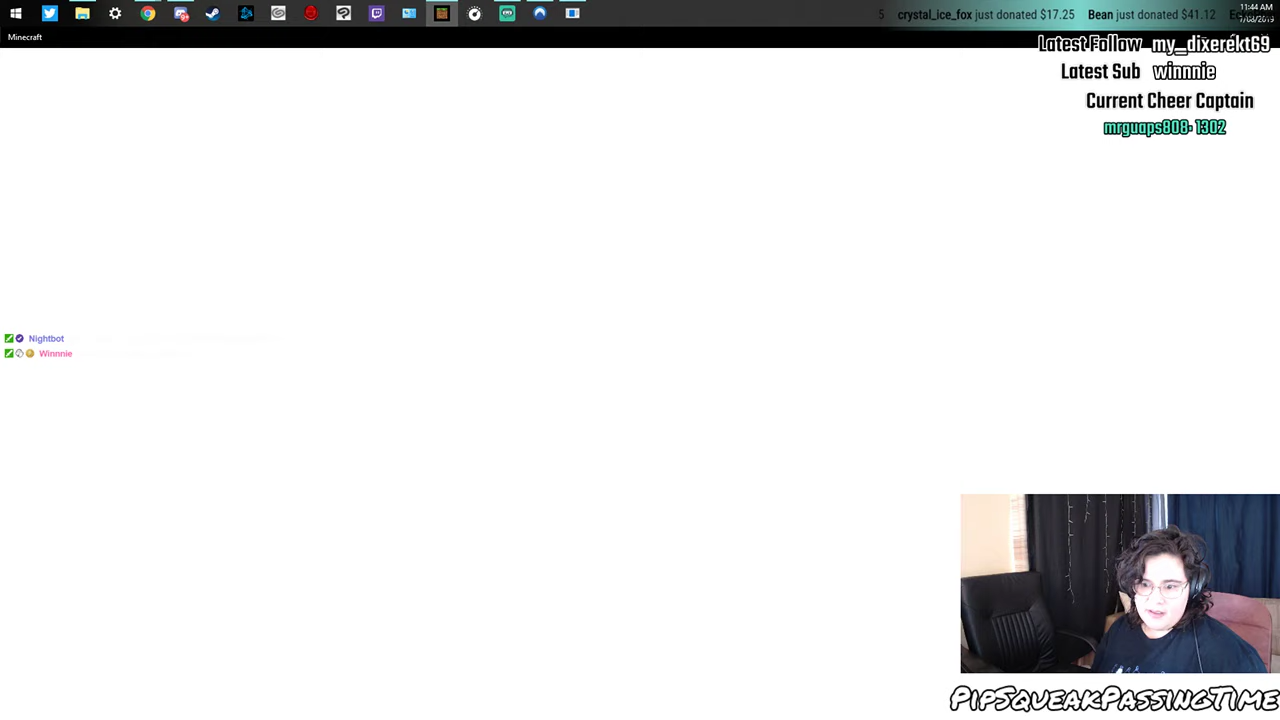 5 crystal_ice_fox just donated $17.25 Bean just donated $41.12
11:44 AM
Minecraft
Latest Follow my_dixerekt69
Latest Sub winnnie
Current Cheer Captain
mrguaps808• 1302
Nightbot
Winnnie
PipSqueakPassingTime